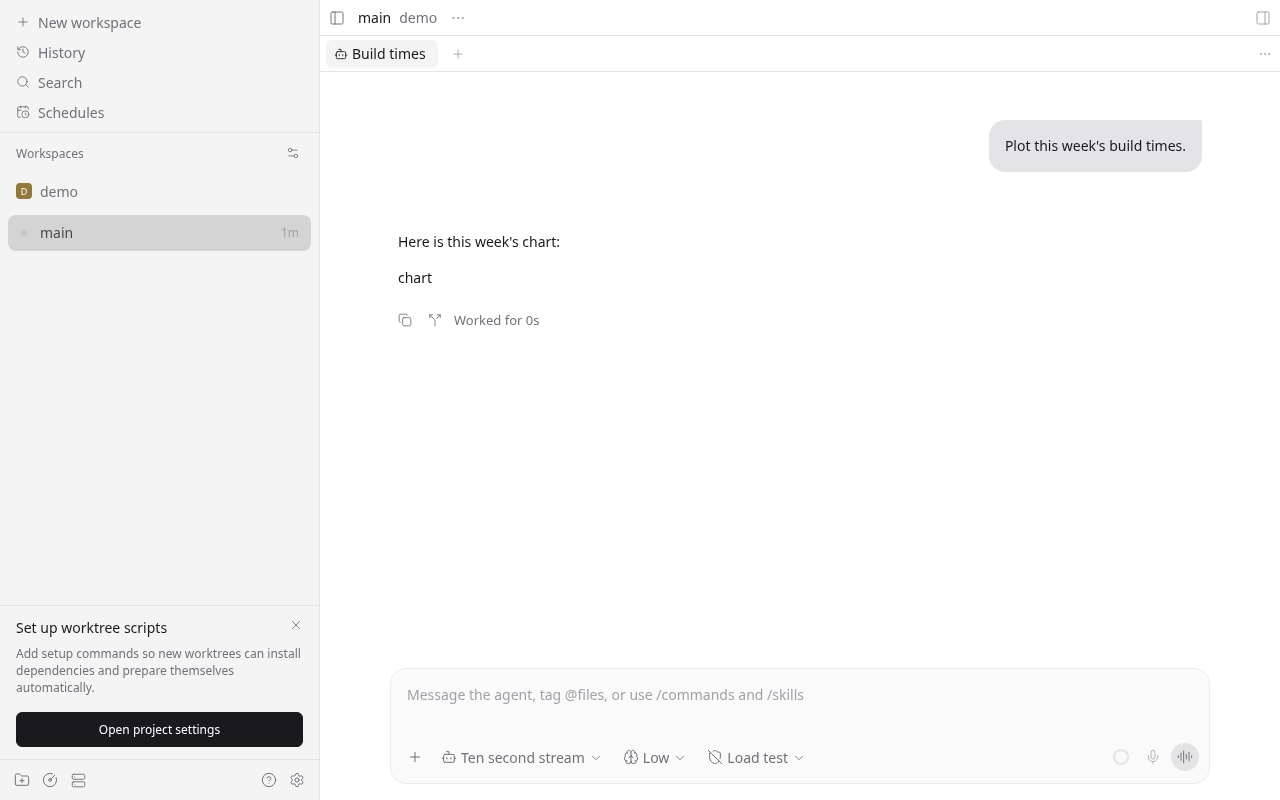 New workspace
History
Search
Schedules
Workspaces
D demo
main 1m
Set up worktree scripts
Add setup commands so new worktrees can install
dependencies and prepare themselves
automatically.
Open project settings
main demo
Build times
Plot this week's build times.
Here is this week's chart:
chart
Worked for 0s
Message the agent, tag @files, or use /commands and /skills
Ten second stream Low Load test